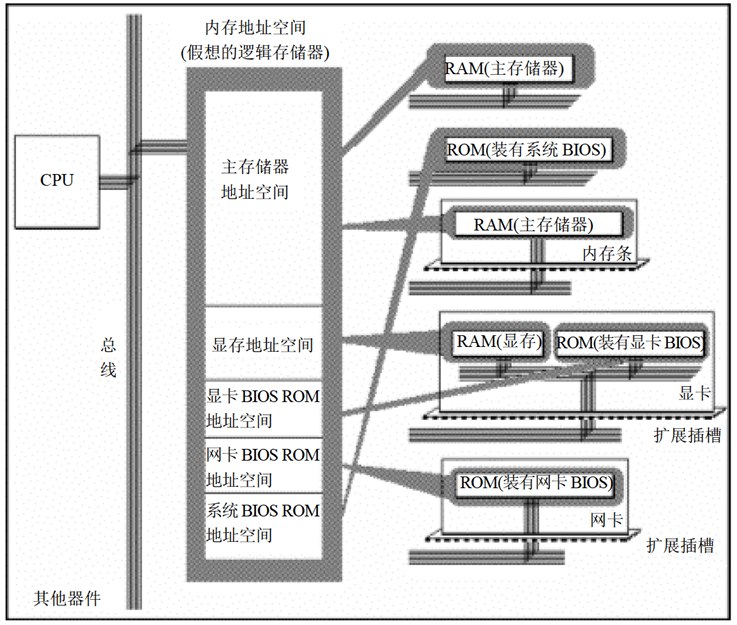 内存地址空间
(假想的逻辑存储器)
CPU
总
线
其他器件
主存储器
地址空间
显存地址空间
显卡 BIOS ROM
地址空间
网卡 BIOS ROM
地址空间
系统 BIOS ROM
地址空间
RAM(主存储器)
ROM(装有系统 BIOS)
RAM(主存储器)
内存条
RAM(显存)
ROM(装有显卡 BIOS)
显卡
扩展插槽
ROM(装有网卡 BIOS)
网卡
扩展插槽